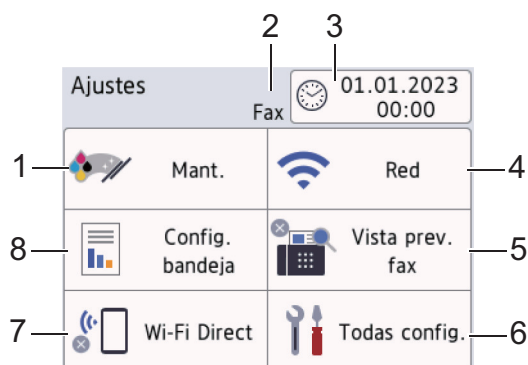 2 3
Ajustes
Fax
01.01.2023
00:00
1 Mant. Red 4
8 Config.
bandeja
Vista prev.
fax 5
7 Wi-Fi Direct Todas config. 6